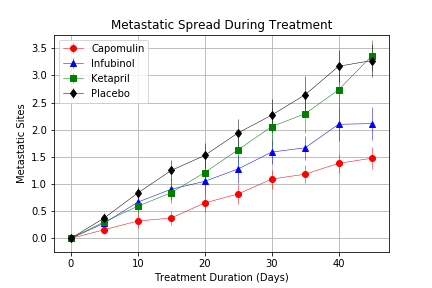 Metastatic Spread During Treatment
Capomulin
Infubinol
Ketapril
Placebo
Metastatic Sites
3.5
3.0
2.5
2.0
1.5
1.0
0.5
0.0
0 10 20 30 40
Treatment Duration (Days)